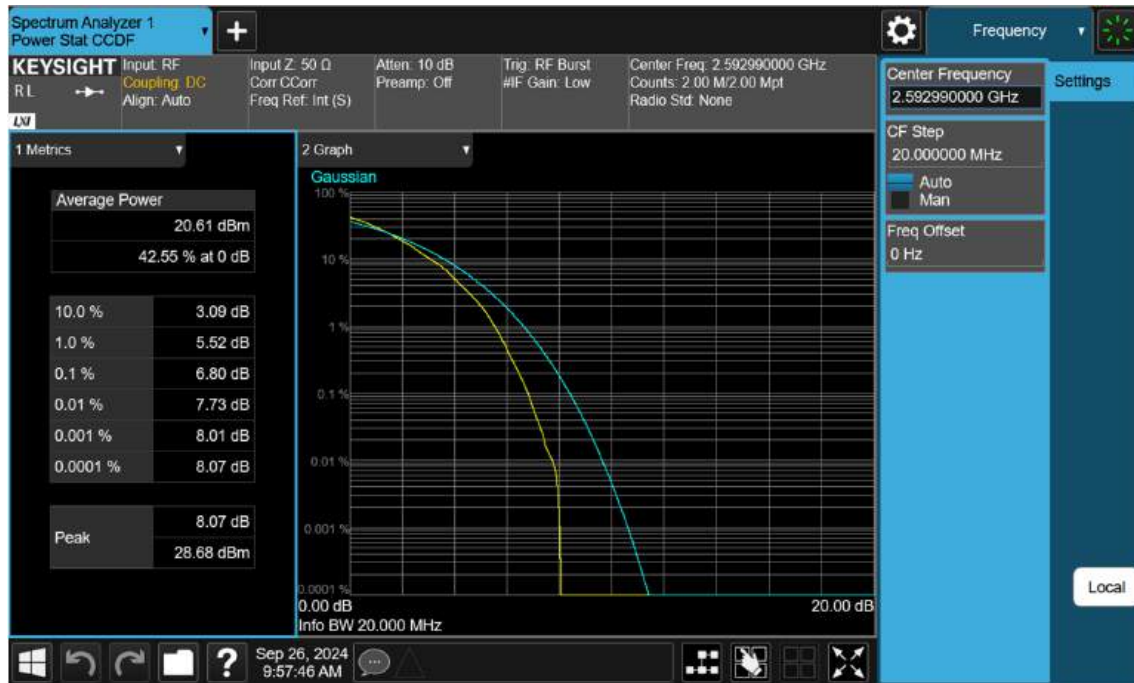 Spectrum Analyzer 1
Power Stat CCDF
+
Frequency
KEYSIGHT
RL
LXI
Input: RF
Coupling: DC
Align: Auto
Input Z: 50 Ω
Corr CCorr
Freq Ref: Int (S)
Atten: 10 dB
Preamp: Off
Trig: RF Burst
#IF Gain: Low
Center Freq: 2.592990000 GHz
Counts: 2.00 M/2.00 Mpt
Radio Std: None
Center Frequency
2.592990000 GHz
Settings
CF Step
20.000000 MHz
Auto
Man
Freq Offset
0 Hz
1 Metrics
Average Power
20.61 dBm
42.55 % at 0 dB
10.0 % 3.09 dB
1.0 % 5.52 dB
0.1 % 6.80 dB
0.01 % 7.73 dB
0.001 % 8.01 dB
0.0001 % 8.07 dB
Peak
8.07 dB
28.68 dBm
2 Graph
Gaussian
100 %
10 %
1 %
0.1 %
0.01 %
0.001 %
0.0001 %
0.00 dB 20.00 dB
Info BW 20.000 MHz
Local
?
Sep 26, 2024
9:57:46 AM